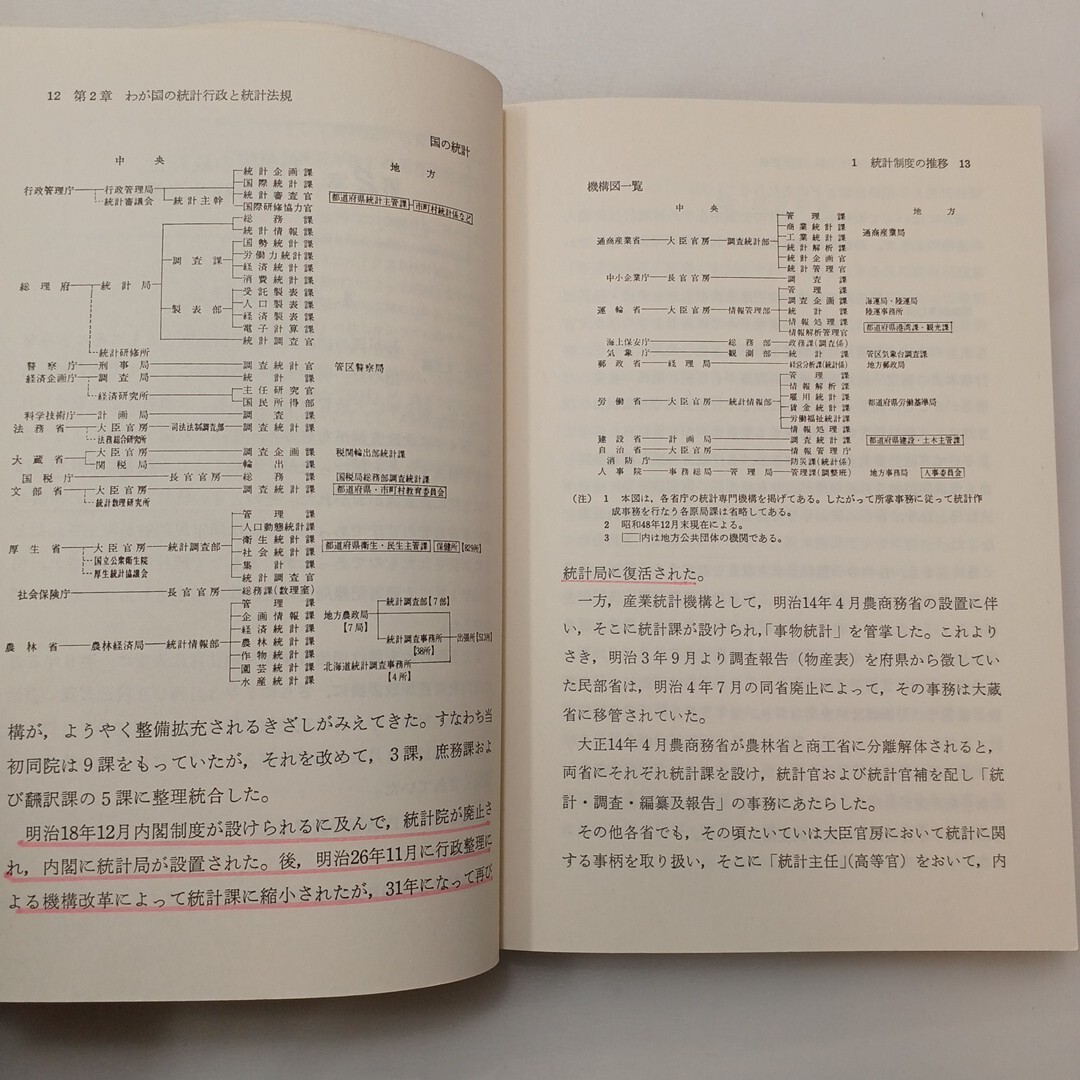 12 第2章 わが国の統計行政と統計法規
国の統計
中央
地方
行政管理庁 行政管理局 統計主幹 統計企画課
国際統計課
統計審議会 統計審査官 都道府県統計主管課 市町村統計係など
国際研修協力官
総理府 統計局 総務課
統計情報課
調査課 国勢統計課
労働力統計課
経済統計課
消費統計課
製表部 受託製表課
人口製表課
経済製表課
電子計算課
統計調査官
統計研修所
警察庁 刑事局 調査統計官 管区警察局
経済企画庁 調査局 統計課
経済研究所 主任研究官
国民所得部
科学技術庁 計画局 調査課
法務省 大臣官房 司法法制調査部 調査統計課
法務総合研究所
大蔵省 大臣官房 調査企画課 税関輸出部統計課
関税局 輸出課
国税庁 長官官房 総務課 国税局総務部調査統計課
文部省 大臣官房 調査統計課 都道府県・市町村教育委員会
統計数理研究所
厚生省 大臣官房 統計調査部 管理課
人口動態統計課
衛生統計課 都道府県衛生・民生主管課 保健所【829所】
社会統計課
集計課
統計調査官
国立公衆衛生院
厚生統計協議会
社会保険庁 長官官房 総務課(数理室)
農林省 農林経済局 統計情報部 管理課
企画情報課 地方農政局【7局】 統計調査部【7部】
経済統計課
農林統計課 統計調査事務所【38所】
作物統計課
園芸統計課 北海道統計調査事務所【4所】
水産統計課
構が，ようやく整備拡充されるきざしがみえてきた。すなわち当
初同院は9課をもっていたが，それを改めて，3課，庶務課およ
び翻訳課の5課に整理統合した。
明治18年12月内閣制度が設けられるに及んで，統計院が廃止さ
れ，内閣に統計局が設置された。後，明治26年11月に行政整理に
よる機構改革によって統計課に縮小されたが，31年になって再び
1 統計制度の推移 13
機構図一覧
中央
地方
通商産業省 大臣官房 調査統計部 管理課
商業統計課
工業統計課 通商産業局
統計解析課
統計企画官
統計管理官
中小企業庁 長官官房 調査課
運輸省 大臣官房 情報管理部 管理課
調査企画課 海運局・陸運局
統計課 陸運事務所
情報処理課 都道府県港湾課・観光課
情報解析管理官
海上保安庁 総務部 政務課(調査係)
気象庁 観測部 統計課 管区気象台調査課
郵政省 経理局 経営分析課(統計係) 地方郵政局
労働省 大臣官房 統計情報部 管理課
情報解析課
雇用統計課 都道府県労働基準局
賃金統計課
労働福祉統計課
情報処理課
建設省 計画局 調査統計課 都道府県建設・土木主管課
自治省 大臣官房 情報管理官
消防庁 防災課(統計係)
人事院 事務総局 管理局 管理課(調整班) 地方事務局 人事委員会
(注) 1 本図は，各省庁の統計専門機構を掲げてある。したがって所掌事務に従って統計作
成事務を行なう各原局課は省略してある。
2 昭和48年12月末現在による。
3 内は地方公共団体の機関である。
統計局に復活された。
一方，産業統計機構として，明治14年4月農商務省の設置に伴
い，そこに統計課が設けられ，「事物統計」を管掌した。これより
さき，明治3年9月より調査報告（物産表）を府県から徴してい
た民部省は，明治4年7月の同省廃止によって，その事務は大蔵
省に移管されていた。
大正14年4月農商務省が農林省と商工省に分離解体されると，
両省にそれぞれ統計課を設け，統計官および統計官補を配し「統
計・調査・編纂及報告」の事務にあたらした。
その他各省でも，その頃たいていは大臣官房において統計に関
する事柄を取り扱い，そこに「統計主任」(高等官）をおいて，内